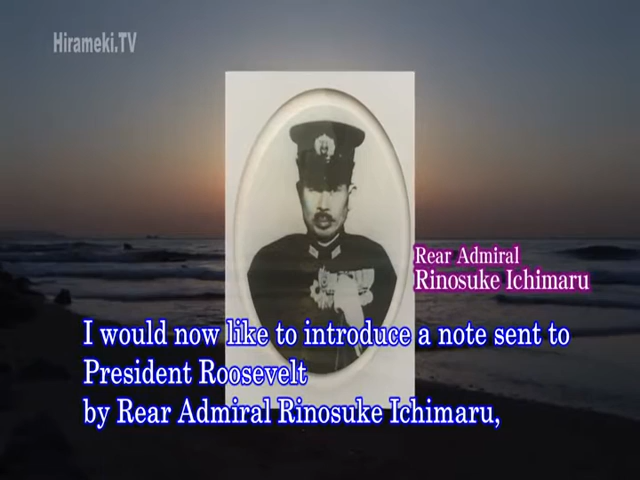 Hirameki.TV
Rear Admiral
Rinosuke Ichimaru
I would now like to introduce a note sent to
President Roosevelt
by Rear Admiral Rinosuke Ichimaru,